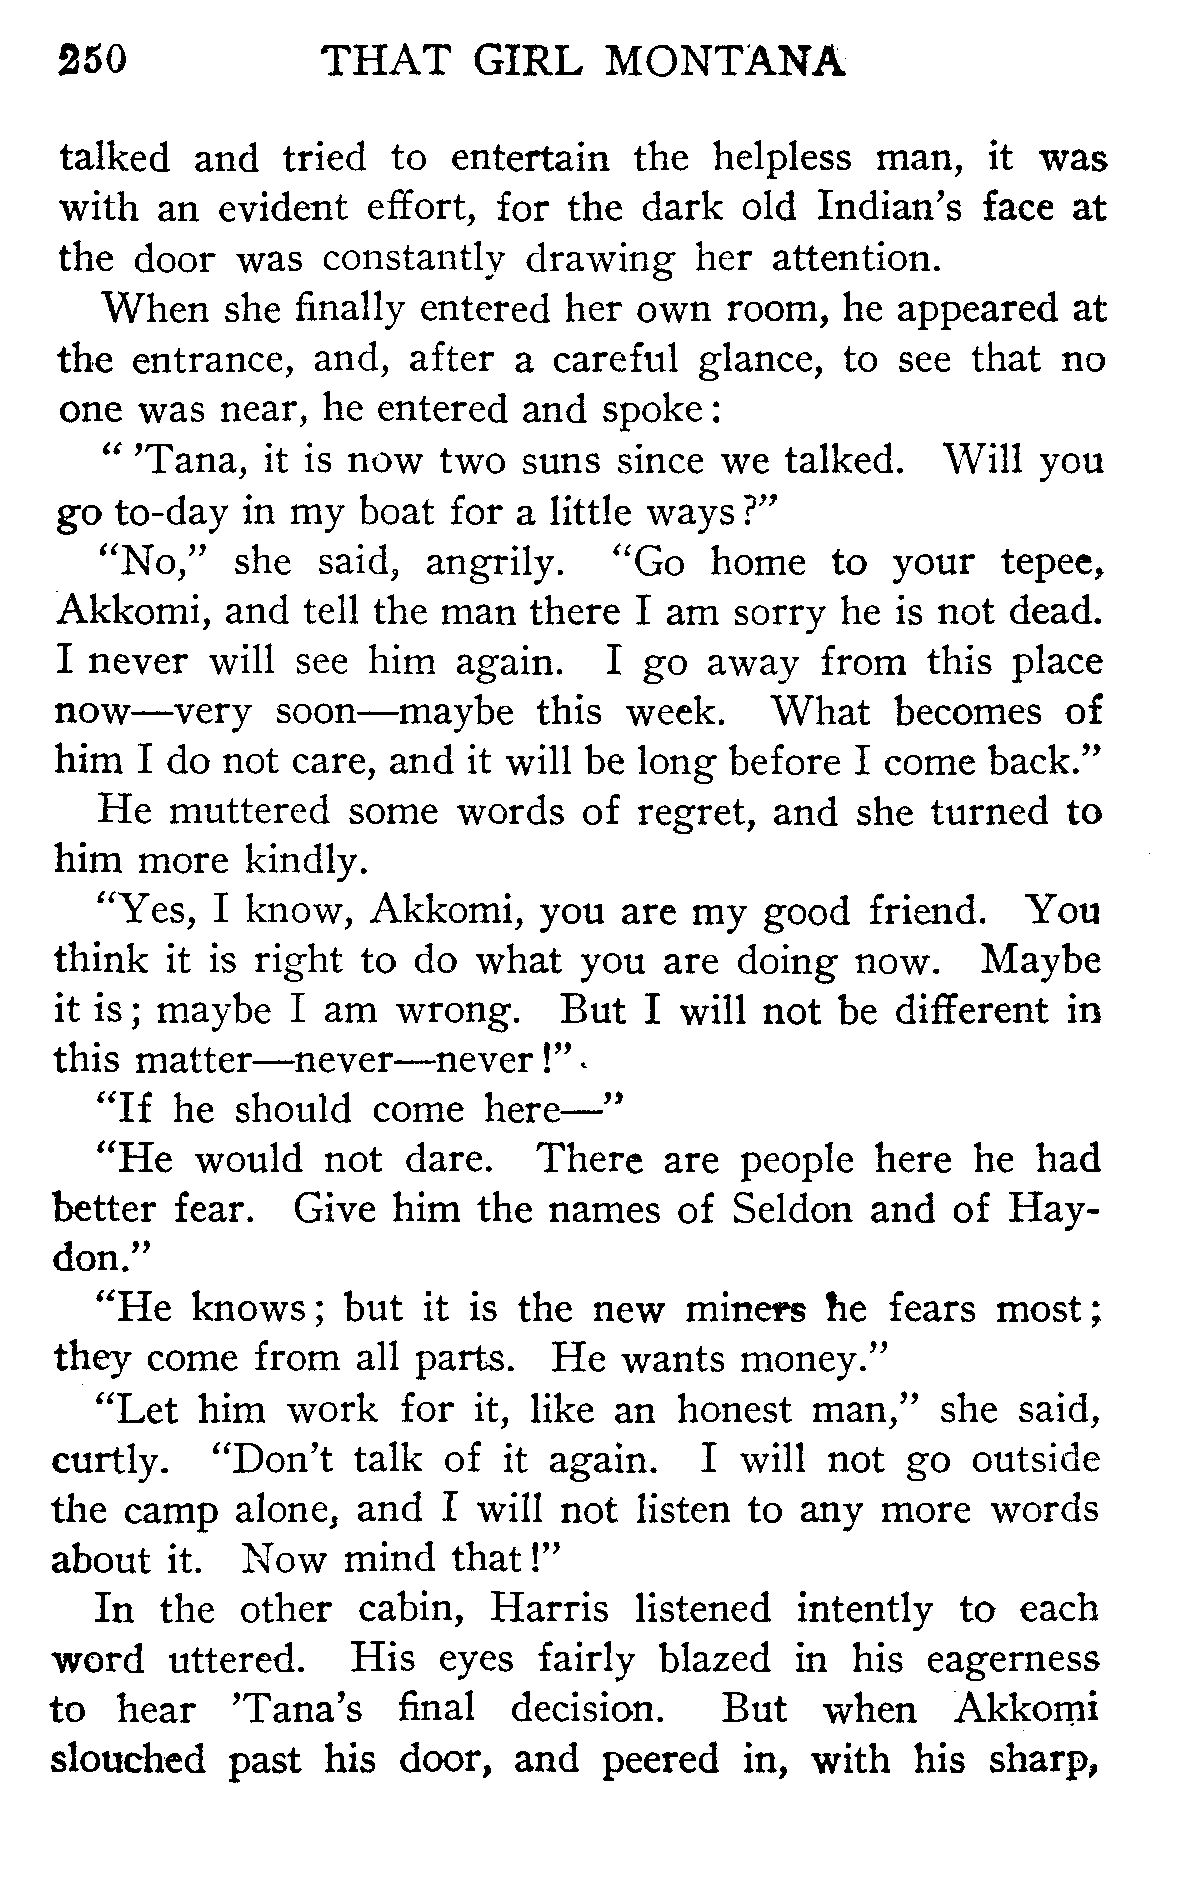 250 THAT GIRL MONTANA
talked and tried to entertain the helpless man, it was
with an evident effort, for the dark old Indian's face at
the door was constantly drawing her attention.
When she finally entered her own room, he appeared at
the entrance, and, after a careful glance, to see that no
one was near, he entered and spoke:
“ ’Tana, it is now two suns since we talked. Will you
go to-day in my boat for a little ways?”
“No,” she said, angrily. “Go home to your tepee,
Akkomi, and tell the man there I am sorry he is not dead.
I never will see him again. I go away from this place
now—very soon—maybe this week. What becomes of
him I do not care, and it will be long before I come back.”
He muttered some words of regret, and she turned to
him more kindly.
“Yes, I know, Akkomi, you are my good friend. You
think it is right to do what you are doing now. Maybe
it is; maybe I am wrong. But I will not be different in
this matter—never—never!”
“If he should come here—”
“He would not dare. There are people here he had
better fear. Give him the names of Seldon and of Hay-
don.”
“He knows; but it is the new miners he fears most;
they come from all parts. He wants money.”
“Let him work for it, like an honest man,” she said,
curtly. “Don't talk of it again. I will not go outside
the camp alone, and I will not listen to any more words
about it. Now mind that!”
In the other cabin, Harris listened intently to each
word uttered. His eyes fairly blazed in his eagerness
to hear ’Tana's final decision. But when Akkomi
slouched past his door, and peered in, with his sharp,